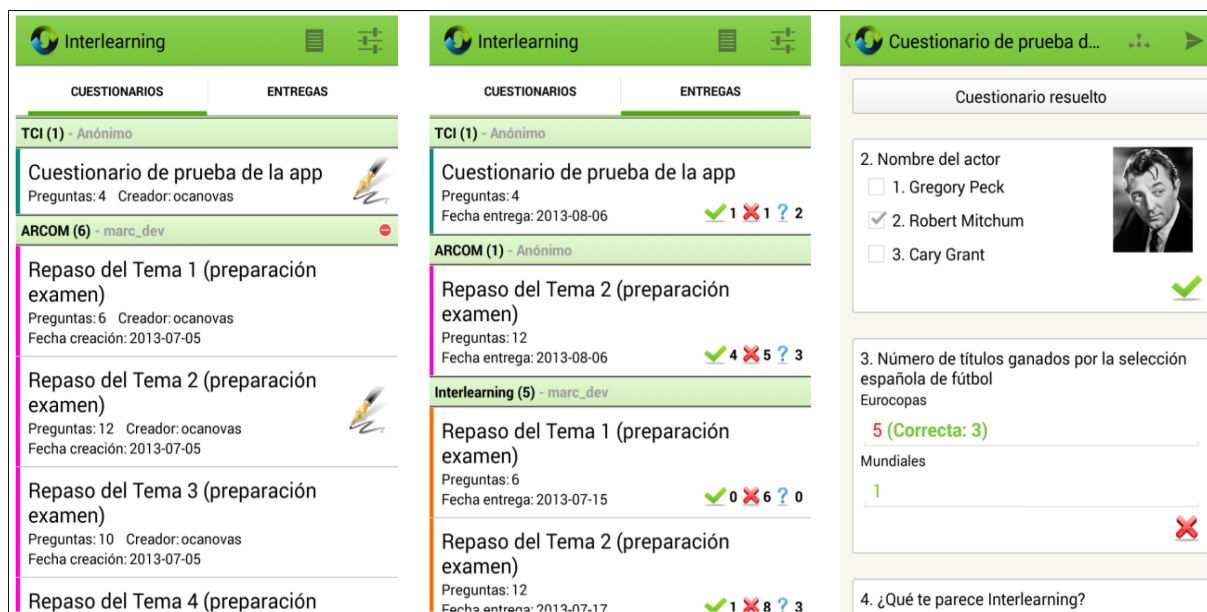 Interlearning
CUESTIONARIOS ENTREGAS
TCI (1) - Anónimo
Cuestionario de prueba de la app
Preguntas: 4 Creador: ocanovas
ARCOM (6) - marc_dev
Repaso del Tema 1 (preparación
examen)
Preguntas: 6 Creador: ocanovas
Fecha creación: 2013-07-05
Repaso del Tema 2 (preparación
examen)
Preguntas: 12 Creador: ocanovas
Fecha creación: 2013-07-05
Repaso del Tema 3 (preparación
examen)
Preguntas: 10 Creador: ocanovas
Fecha creación: 2013-07-05
Repaso del Tema 4 (preparación
Interlearning
CUESTIONARIOS ENTREGAS
TCI (1) - Anónimo
Cuestionario de prueba de la app
Preguntas: 4
Fecha entrega: 2013-08-06 1 1 ? 2
ARCOM (1) - Anónimo
Repaso del Tema 2 (preparación
examen)
Preguntas: 12
Fecha entrega: 2013-08-06 4 5 ? 3
Interlearning (5) - marc_dev
Repaso del Tema 1 (preparación
examen)
Preguntas: 6
Fecha entrega: 2013-07-15 0 6 ? 0
Repaso del Tema 2 (preparación
examen)
Preguntas: 12
Fecha entrega: 2013-07-17 1 8 ? 3
Cuestionario de prueba d...
Cuestionario resuelto
2. Nombre del actor
1. Gregory Peck
2. Robert Mitchum
3. Cary Grant
3. Número de títulos ganados por la selección
española de fútbol
Eurocopas
5 (Correcta: 3)
Mundiales
1
4. ¿Qué te parece Interlearning?